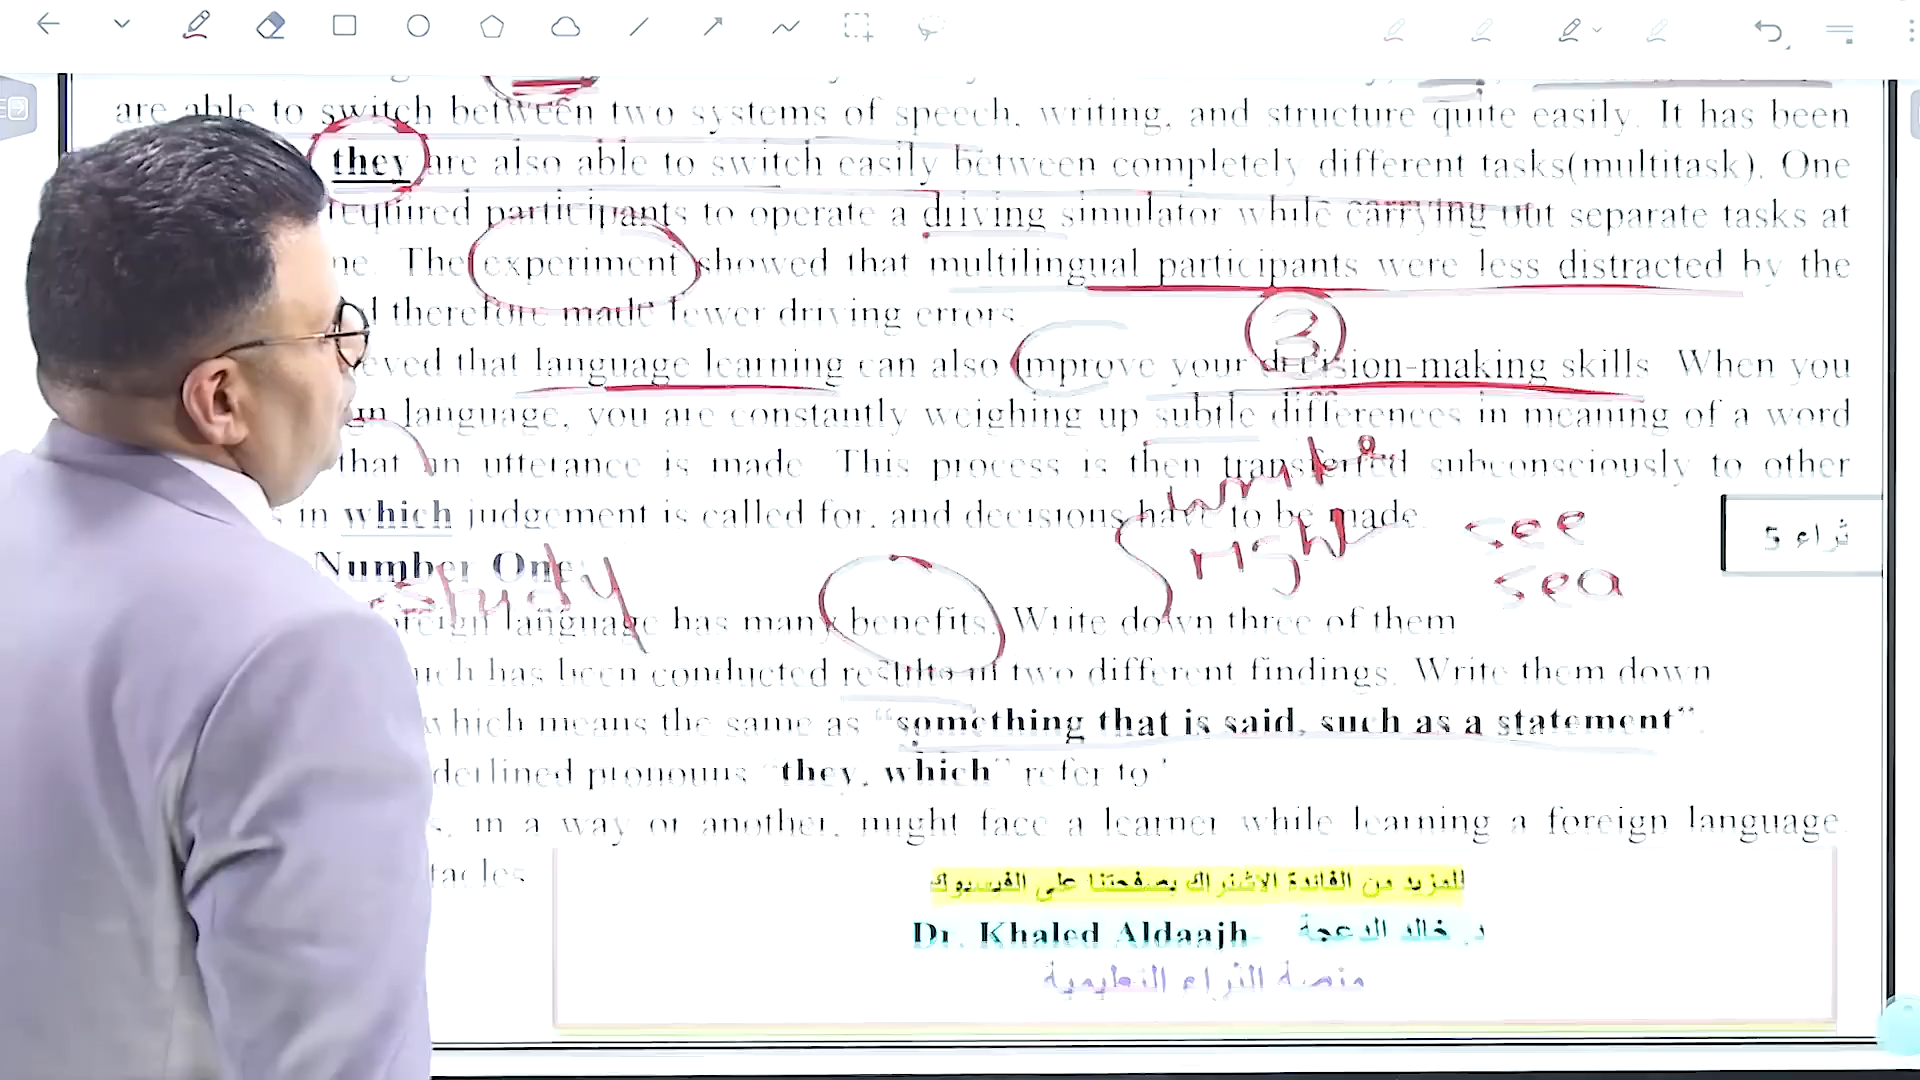 are able to switch between two systems of speech, writing, and structure quite easily. It has been
they are also able to switch easily between completely different tasks(multitask). One
required participants to operate a driving simulator while carrying out separate tasks at
The experiment showed that multilingual participants were less distracted by the
therefore made fewer driving errors.
that language learning can also improve your decision-making skills. When you
language, you are constantly weighing up subtle differences in meaning of a word
that an utterance is made. This process is then transferred subconsciously to other
in which judgement is called for, and decisions have to be made.
write
right
see
sea
ثراء 5
Number One:
study
language has many benefits. Write down three of them
has been conducted results in two different findings. Write them down
which means the same as "something that is said, such as a statement".
pronouns "they, which" refer to?
in a way or another, might face a learner while learning a foreign language.
للمزيد من الفائدة الاشتراك بصفحتنا على الفيسبوك
Dr. Khaled Aldaajh د. خالد الدعجة
منصة الثراء التعليمية